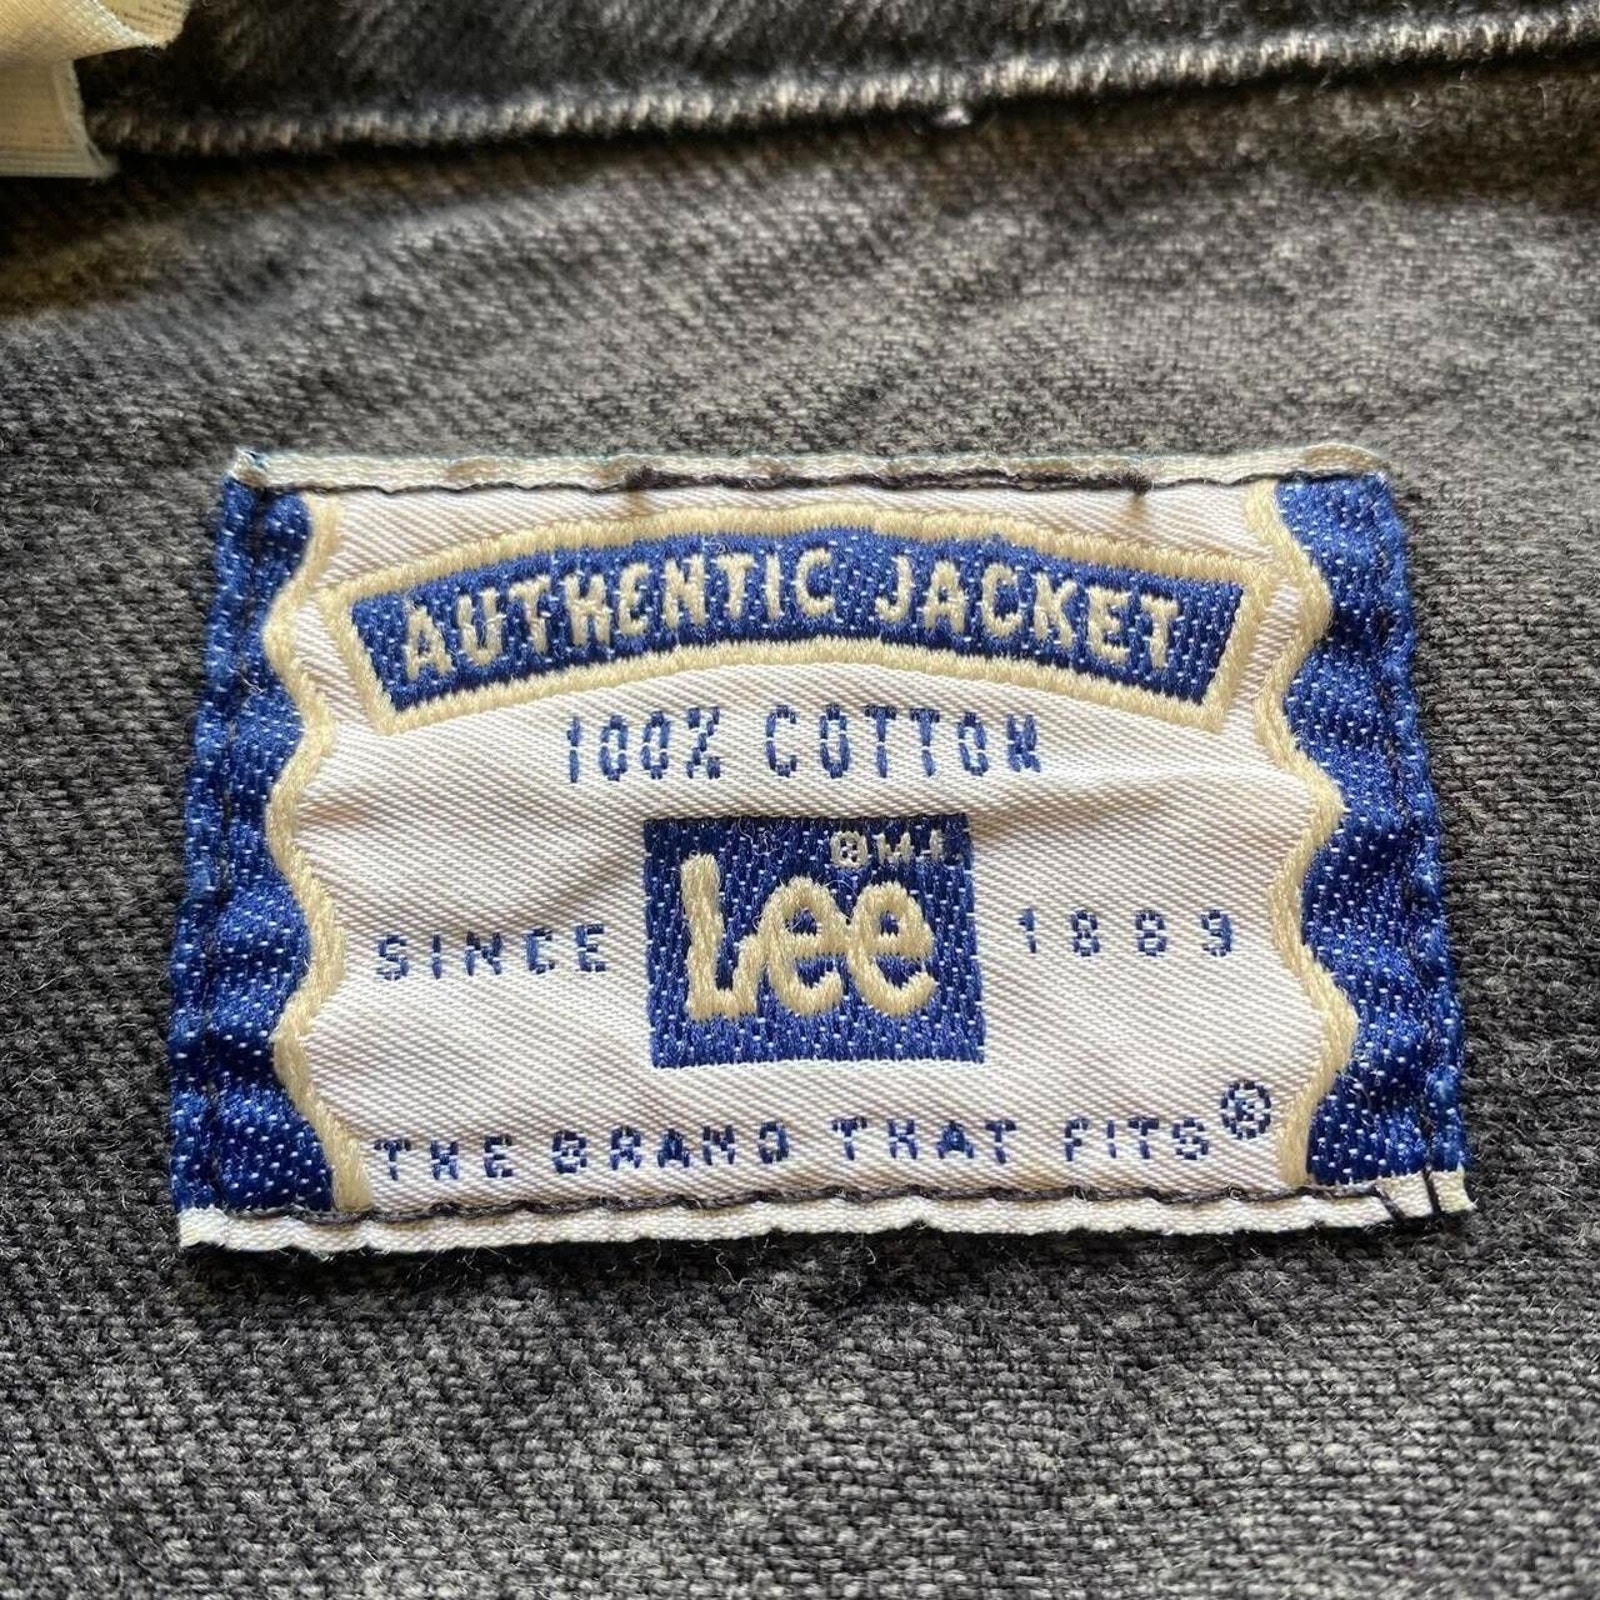 AUTHENTIC JACKET
100% COTTON
® M.R.
Lee
SINCE 1889
THE BRAND THAT FITS®